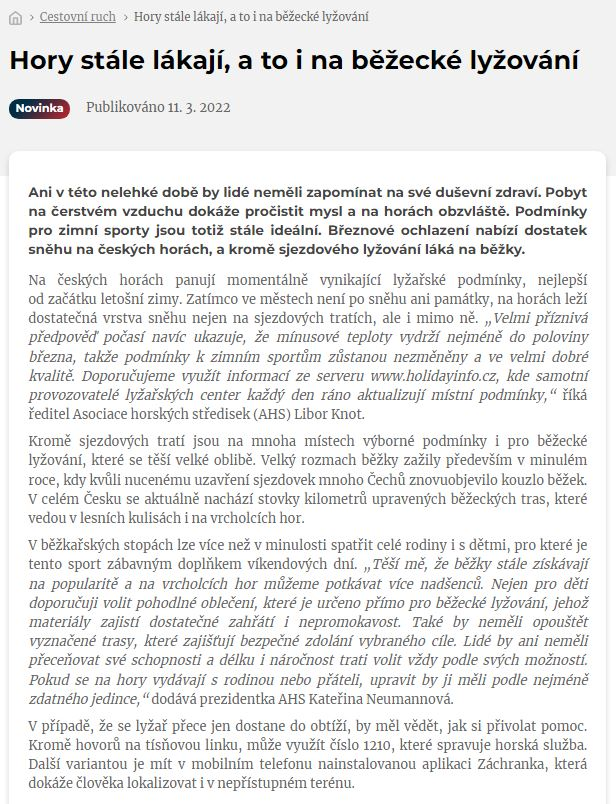 Cestovní ruch > Hory stále lákají, a to i na běžecké lyžování
Hory stále lákají, a to i na běžecké lyžování
Novinka Publikováno 11. 3. 2022
Ani v této nelehké době by lidé neměli zapomínat na své duševní zdraví. Pobyt
na čerstvém vzduchu dokáže pročistit mysl a na horách obzvláště. Podmínky
pro zimní sporty jsou totiž stále ideální. Březnové ochlazení nabízí dostatek
sněhu na českých horách, a kromě sjezdového lyžování láká na běžky.
Na českých horách panují momentálně vynikající lyžařské podmínky, nejlepší
od začátku letošní zimy. Zatímco ve městech není po sněhu ani památky, na horách leží
dostatečná vrstva sněhu nejen na sjezdových tratích, ale i mimo ně. „Velmi příznivá
předpověď počasí navíc ukazuje, že mínusové teploty vydrží nejméně do poloviny
března, takže podmínky k zimním sportům zůstanou nezměněny a ve velmi dobré
kvalitě. Doporučujeme využít informací ze serveru www.holidayinfo.cz, kde samotní
provozovatelé lyžařských center každý den ráno aktualizují místní podmínky,“ říká
ředitel Asociace horských středisek (AHS) Libor Knot.
Kromě sjezdových tratí jsou na mnoha místech výborné podmínky i pro běžecké
lyžování, které se těší velké oblibě. Velký rozmach běžky zažily především v minulém
roce, kdy kvůli nucenému uzavření sjezdovek mnoho Čechů znovuobjevilo kouzlo běžek.
V celém Česku se aktuálně nachází stovky kilometrů upravených běžeckých tras, které
vedou v lesních kulisách i na vrcholcích hor.
V běžkařských stopách lze více než v minulosti spatřit celé rodiny i s dětmi, pro které je
tento sport zábavným doplňkem víkendových dní. „Těší mě, že běžky stále získávají
na popularitě a na vrcholcích hor můžeme potkávat více nadšenců. Nejen pro děti
doporučuji volit pohodlné oblečení, které je určeno přímo pro běžecké lyžování, jehož
materiály zajistí dostatečné zahřátí i nepromokavost. Také by neměli opouštět
vyznačené trasy, které zajišťují bezpečné zdolání vybraného cíle. Lidé by ani neměli
přeceňovat své schopnosti a délku i náročnost trati volit vždy podle svých možností.
Pokud se na hory vydávají s rodinou nebo přáteli, upravit by ji měli podle nejméně
zdatného jedince,“ dodává prezidentka AHS Kateřina Neumannová.
V případě, že se lyžař přece jen dostane do obtíží, by měl vědět, jak si přivolat pomoc.
Kromě hovorů na tísňovou linku, může využít číslo 1210, které spravuje horská služba.
Další variantou je mít v mobilním telefonu nainstalovanou aplikaci Záchranka, která
dokáže člověka lokalizovat i v nepřístupném terénu.